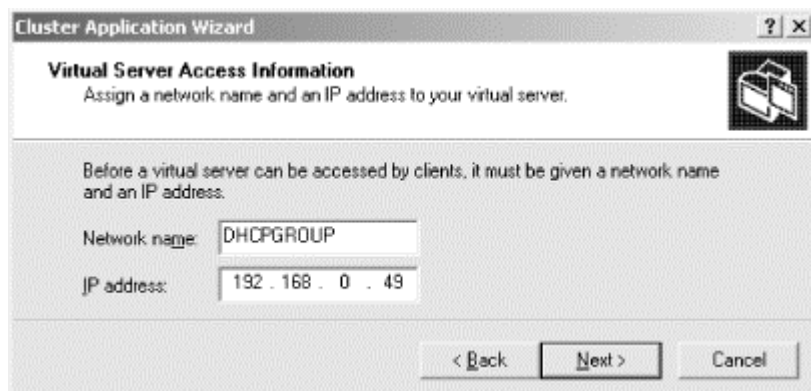 Cluster Application Wizard
? X
Virtual Server Access Information
Assign a network name and an IP address to your virtual server.
Before a virtual server can be accessed by clients, it must be given a network name
and an IP address.
Network name: DHCPGROUP
IP address: 192 . 168 . 0 . 49
< Back Next > Cancel